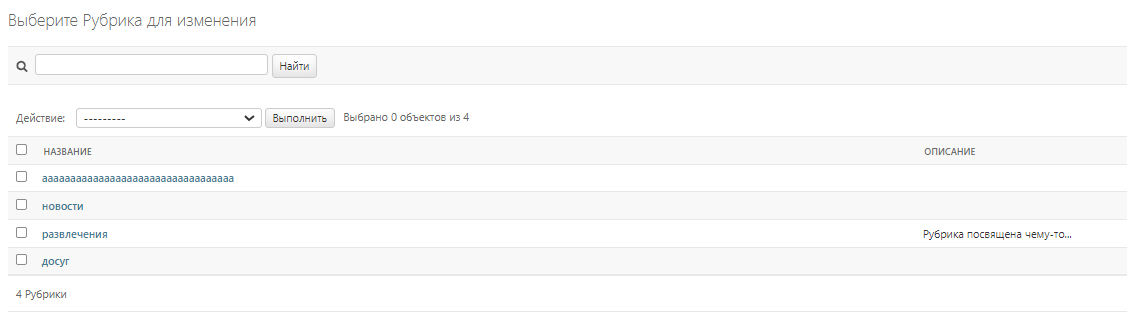 Выберите Рубрика для изменения
Найти
Действие: --------- Выполнить Выбрано 0 объектов из 4
НАЗВАНИЕ ОПИСАНИЕ
аааааааааааааааааааааааааааааааааа
новости
развлечения Рубрика посвящена чему-то...
досуг
4 Рубрики